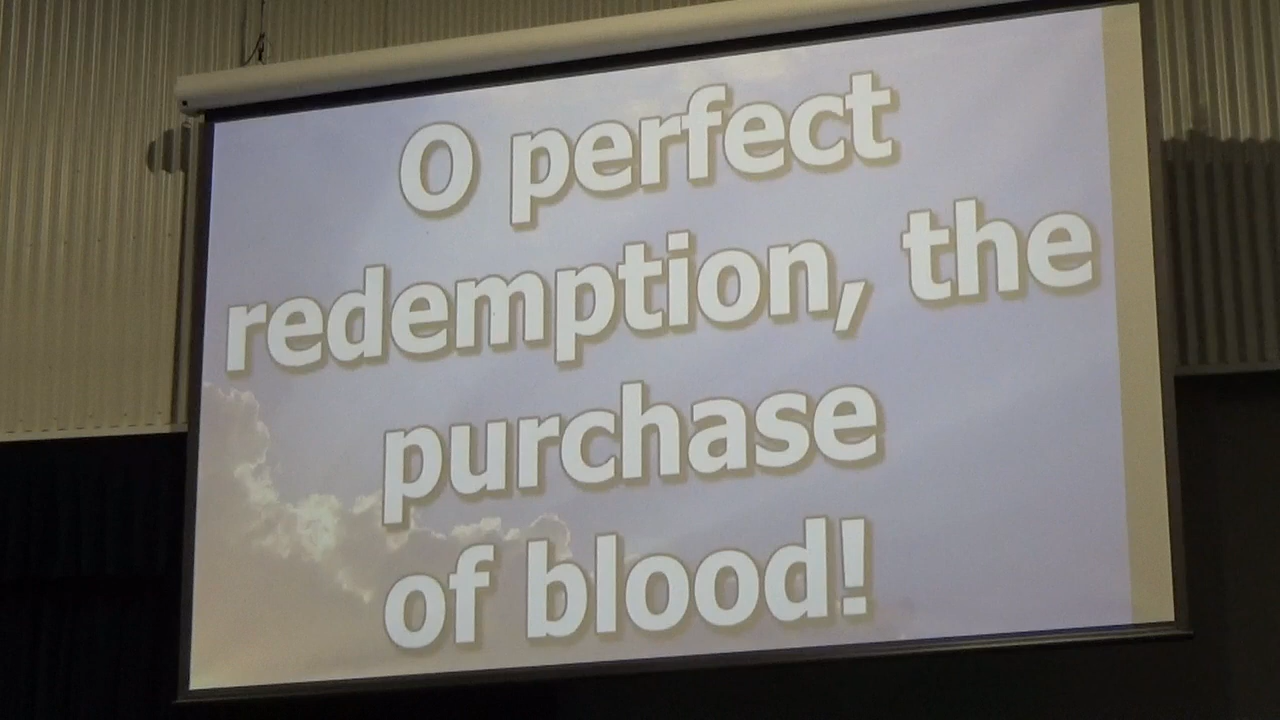 O perfect
redemption, the
purchase
of blood!